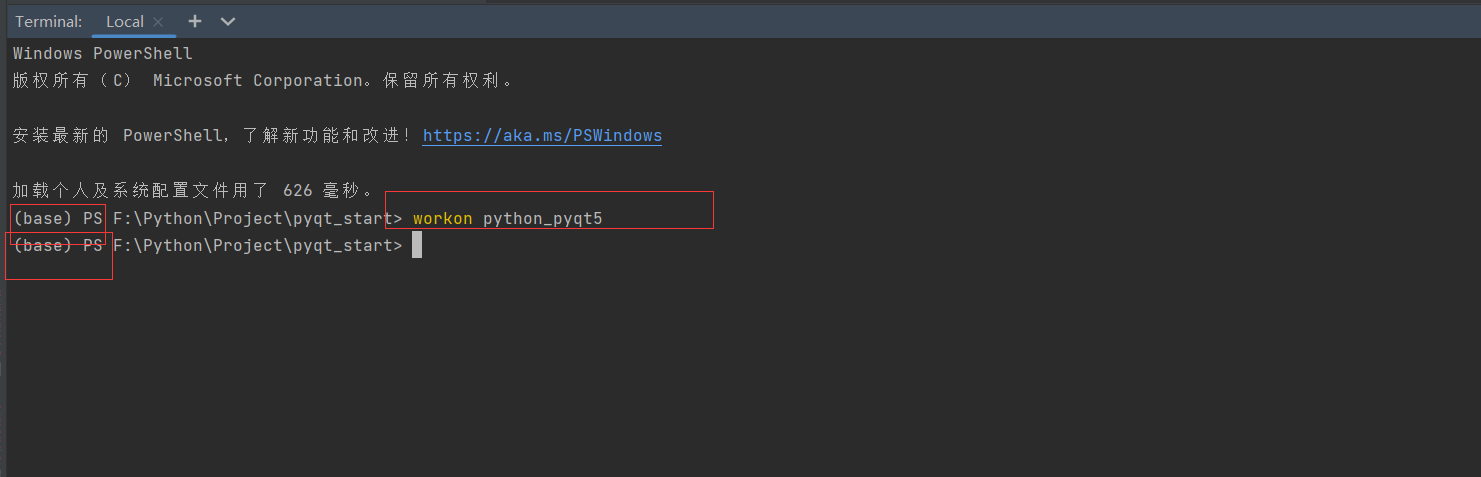 Terminal: Local × + ∨
Windows PowerShell
版权所有（C） Microsoft Corporation。保留所有权利。
安装最新的 PowerShell，了解新功能和改进！https://aka.ms/PSWindows
加载个人及系统配置文件用了 626 毫秒。
(base) PS F:\Python\Project\pyqt_start> workon python_pyqt5
(base) PS F:\Python\Project\pyqt_start>